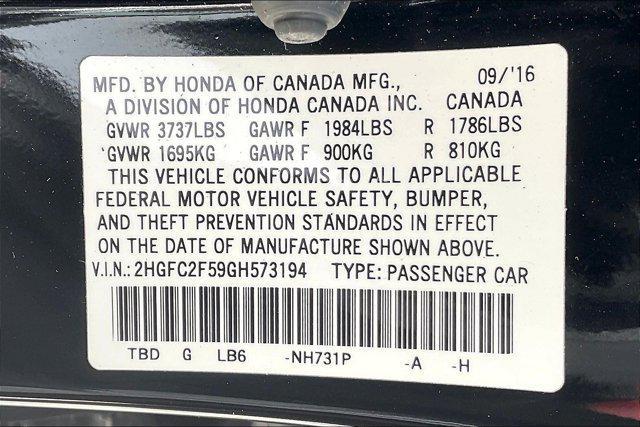 MFD. BY HONDA OF CANADA MFG., 09/'16
A DIVISION OF HONDA CANADA INC. CANADA
GVWR 3737LBS GAWR F 1984LBS R 1786LBS
GVWR 1695KG GAWR F 900KG R 810KG
THIS VEHICLE CONFORMS TO ALL APPLICABLE
FEDERAL MOTOR VEHICLE SAFETY, BUMPER,
AND THEFT PREVENTION STANDARDS IN EFFECT
ON THE DATE OF MANUFACTURE SHOWN ABOVE.
V.I.N.: 2HGFC2F59GH573194 TYPE: PASSENGER CAR
TBD G LB6 -NH731P -A -H